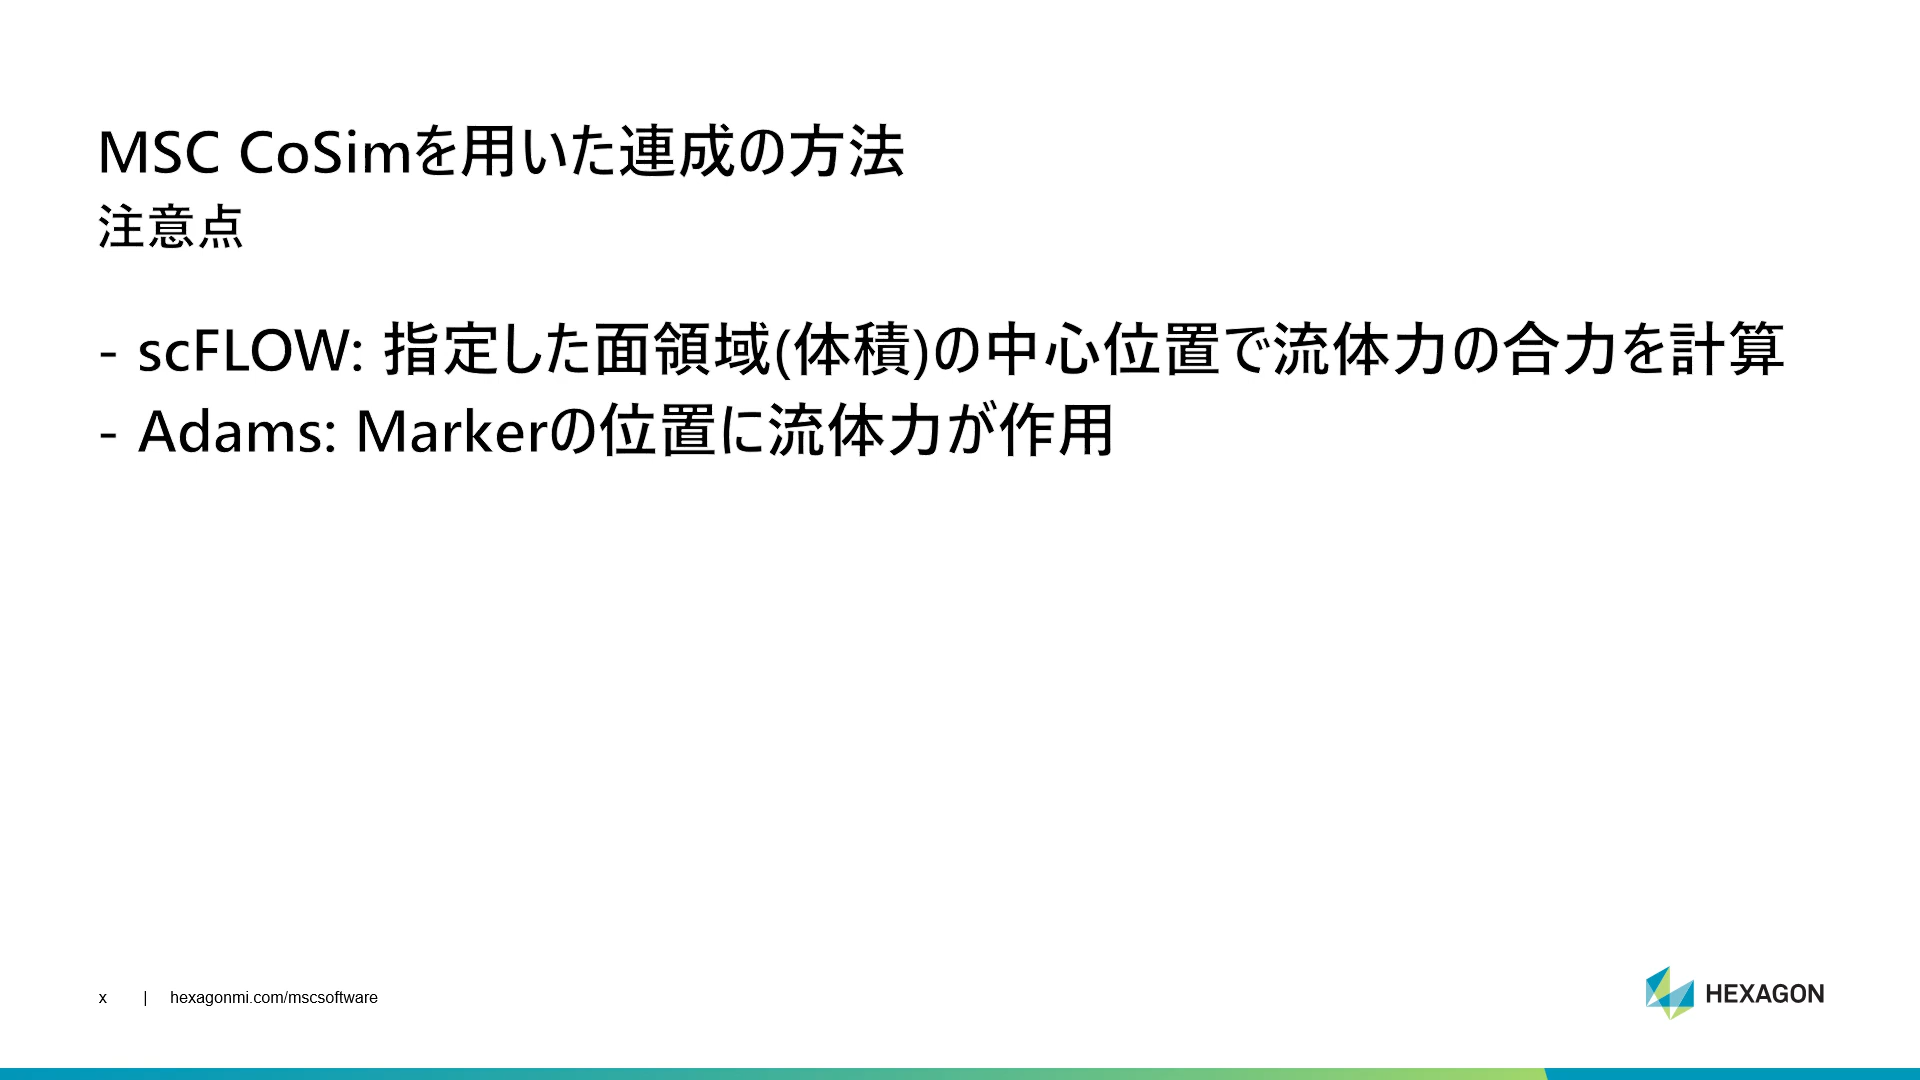 MSC CoSimを用いた連成の方法
注意点
- scFLOW: 指定した面領域(体積)の中心位置で流体力の合力を計算
- Adams: Markerの位置に流体力が作用
x | hexagonmi.com/mscsoftware
HEXAGON